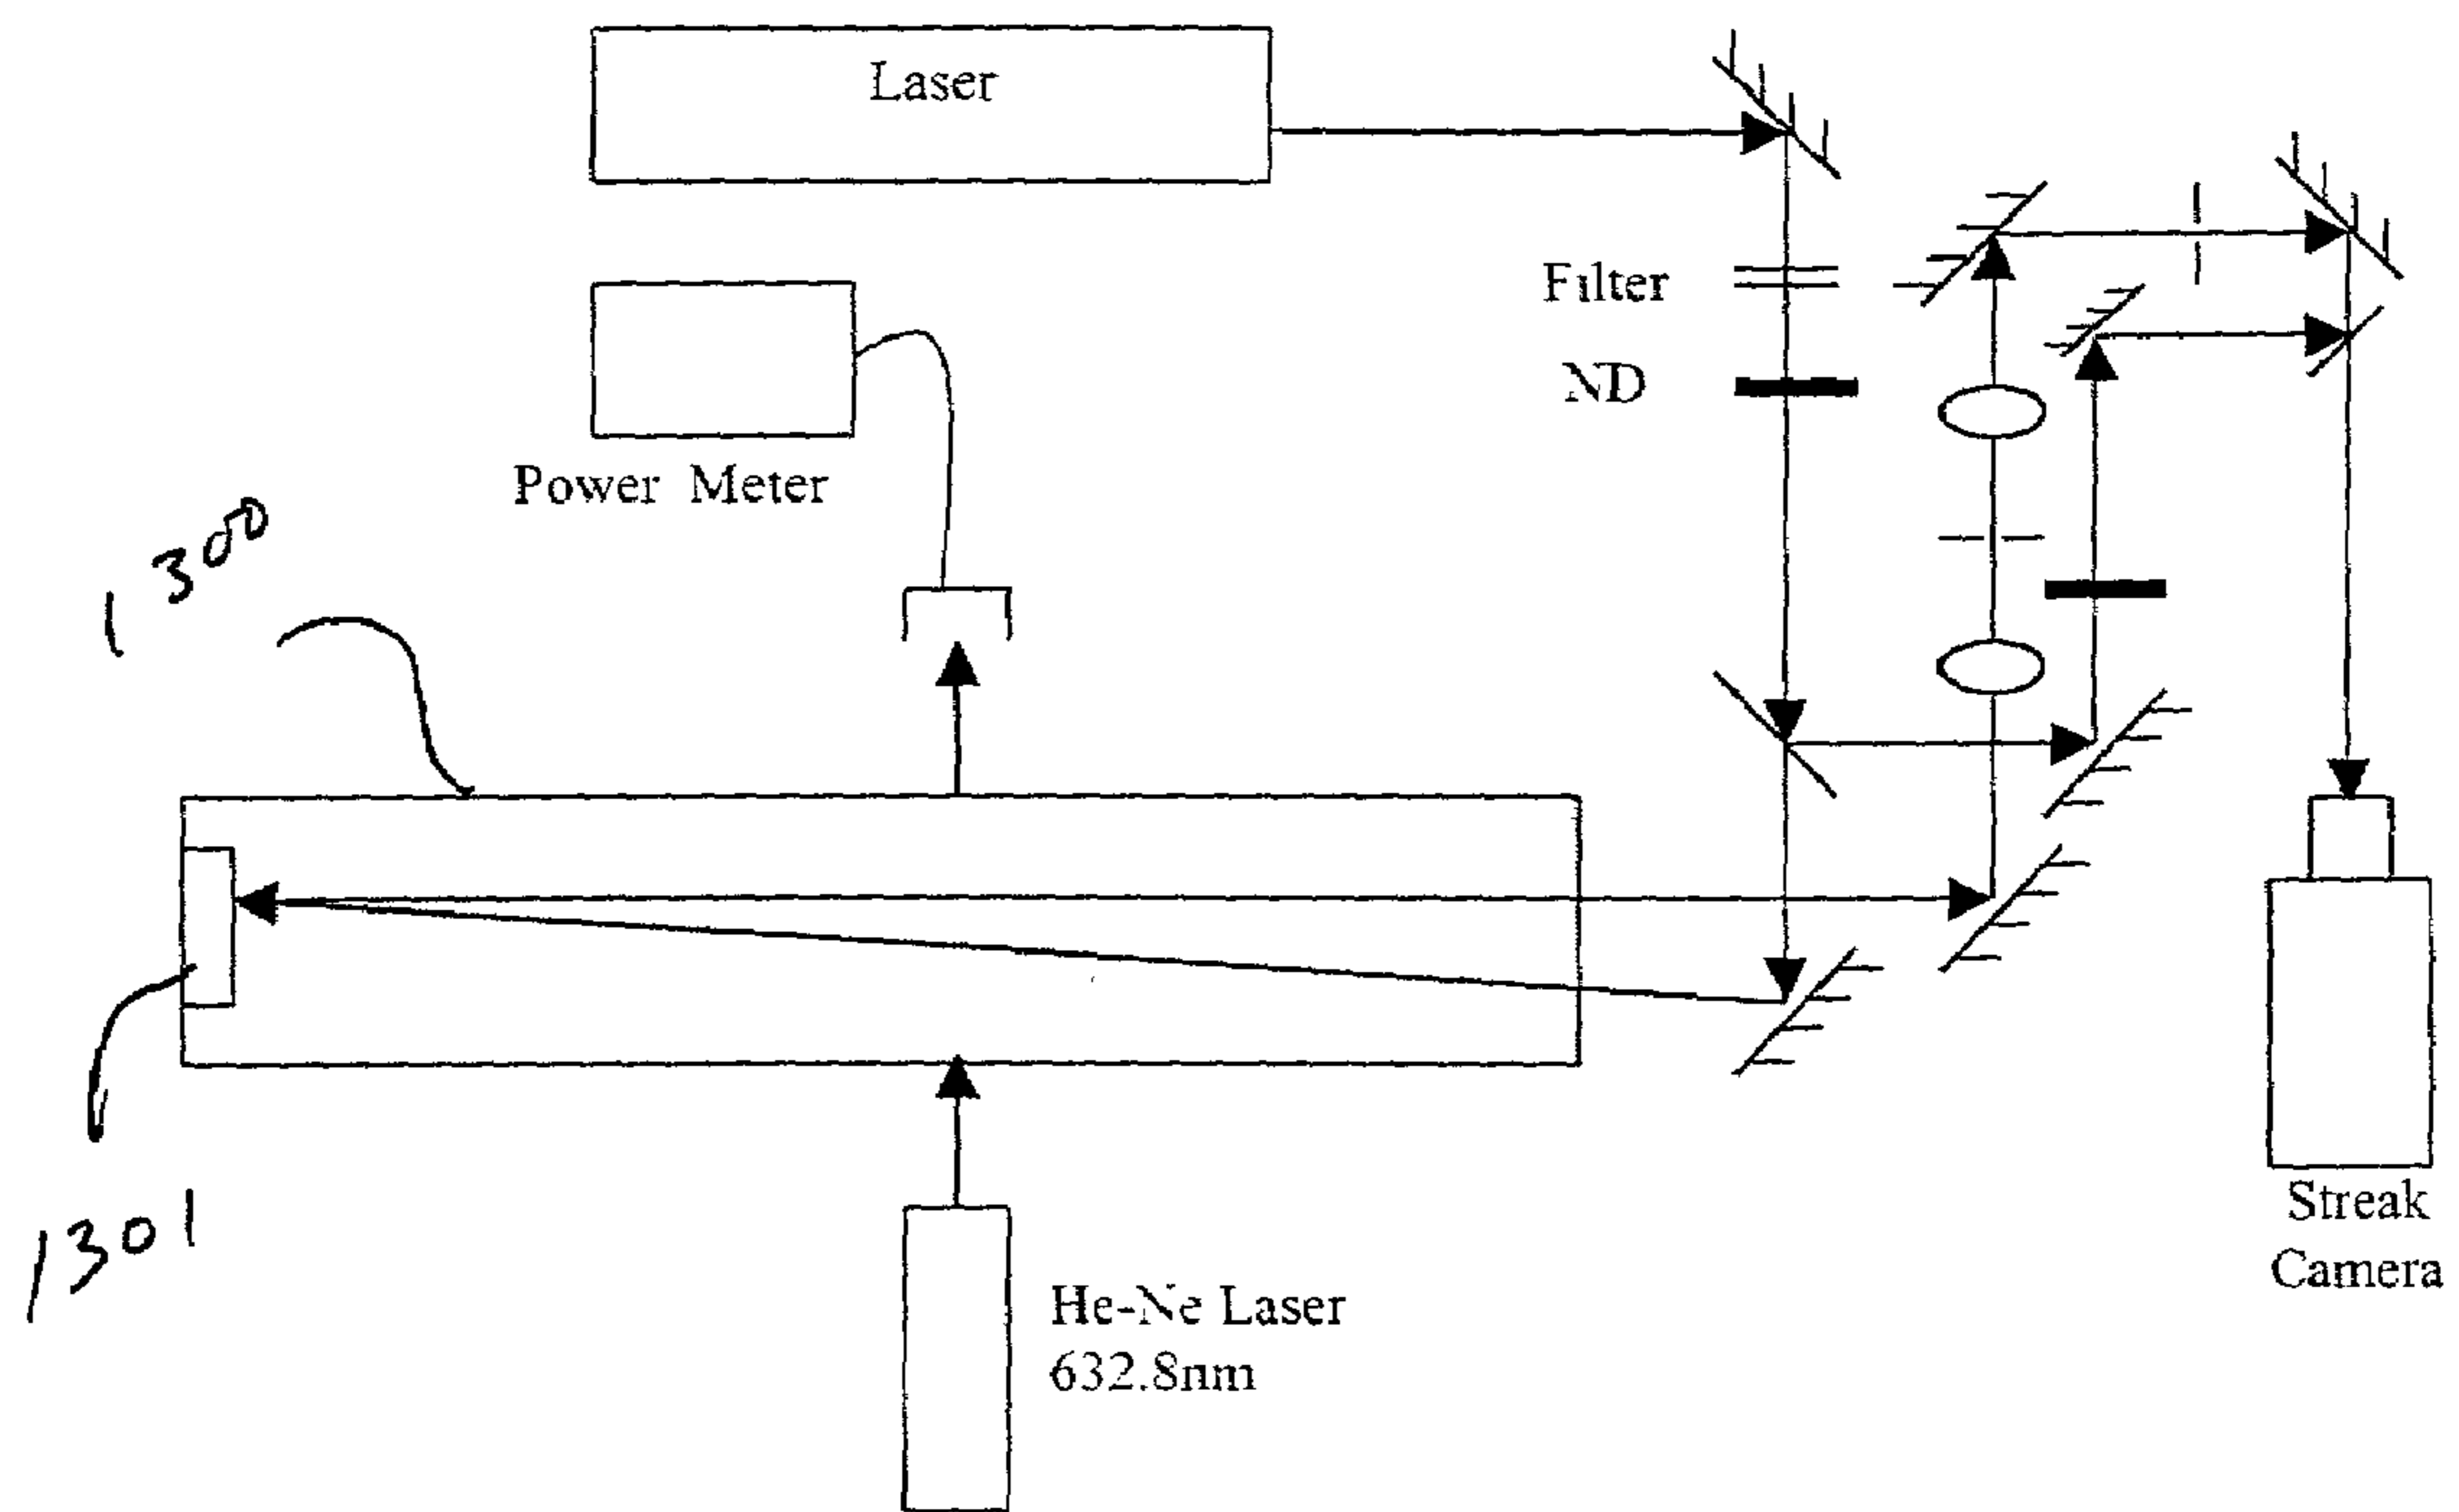 Laser
Filter
ND
Power Meter
1300
1301
He-Ne Laser
632.8nm
Streak
Camera